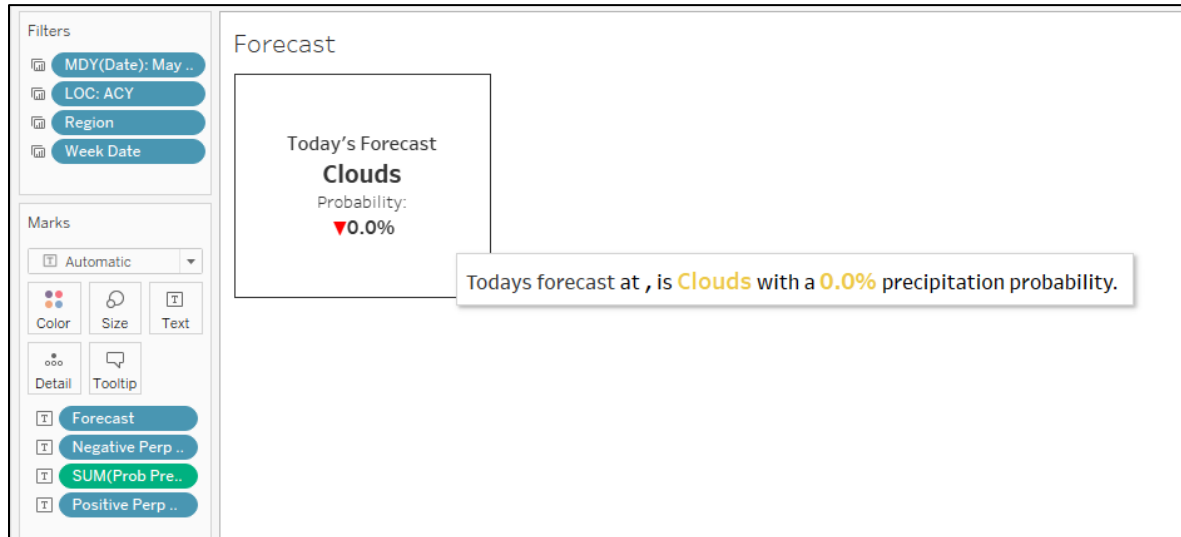 Filters
MDY(Date): May ..
LOC: ACY
Region
Week Date
Marks
T Automatic
Color Size T Text
Detail Tooltip
T Forecast
T Negative Perp ..
T SUM(Prob Pre..
T Positive Perp ..
Forecast
Today’s Forecast
Clouds
Probability:
▼0.0%
Todays forecast at , is Clouds with a 0.0% precipitation probability.